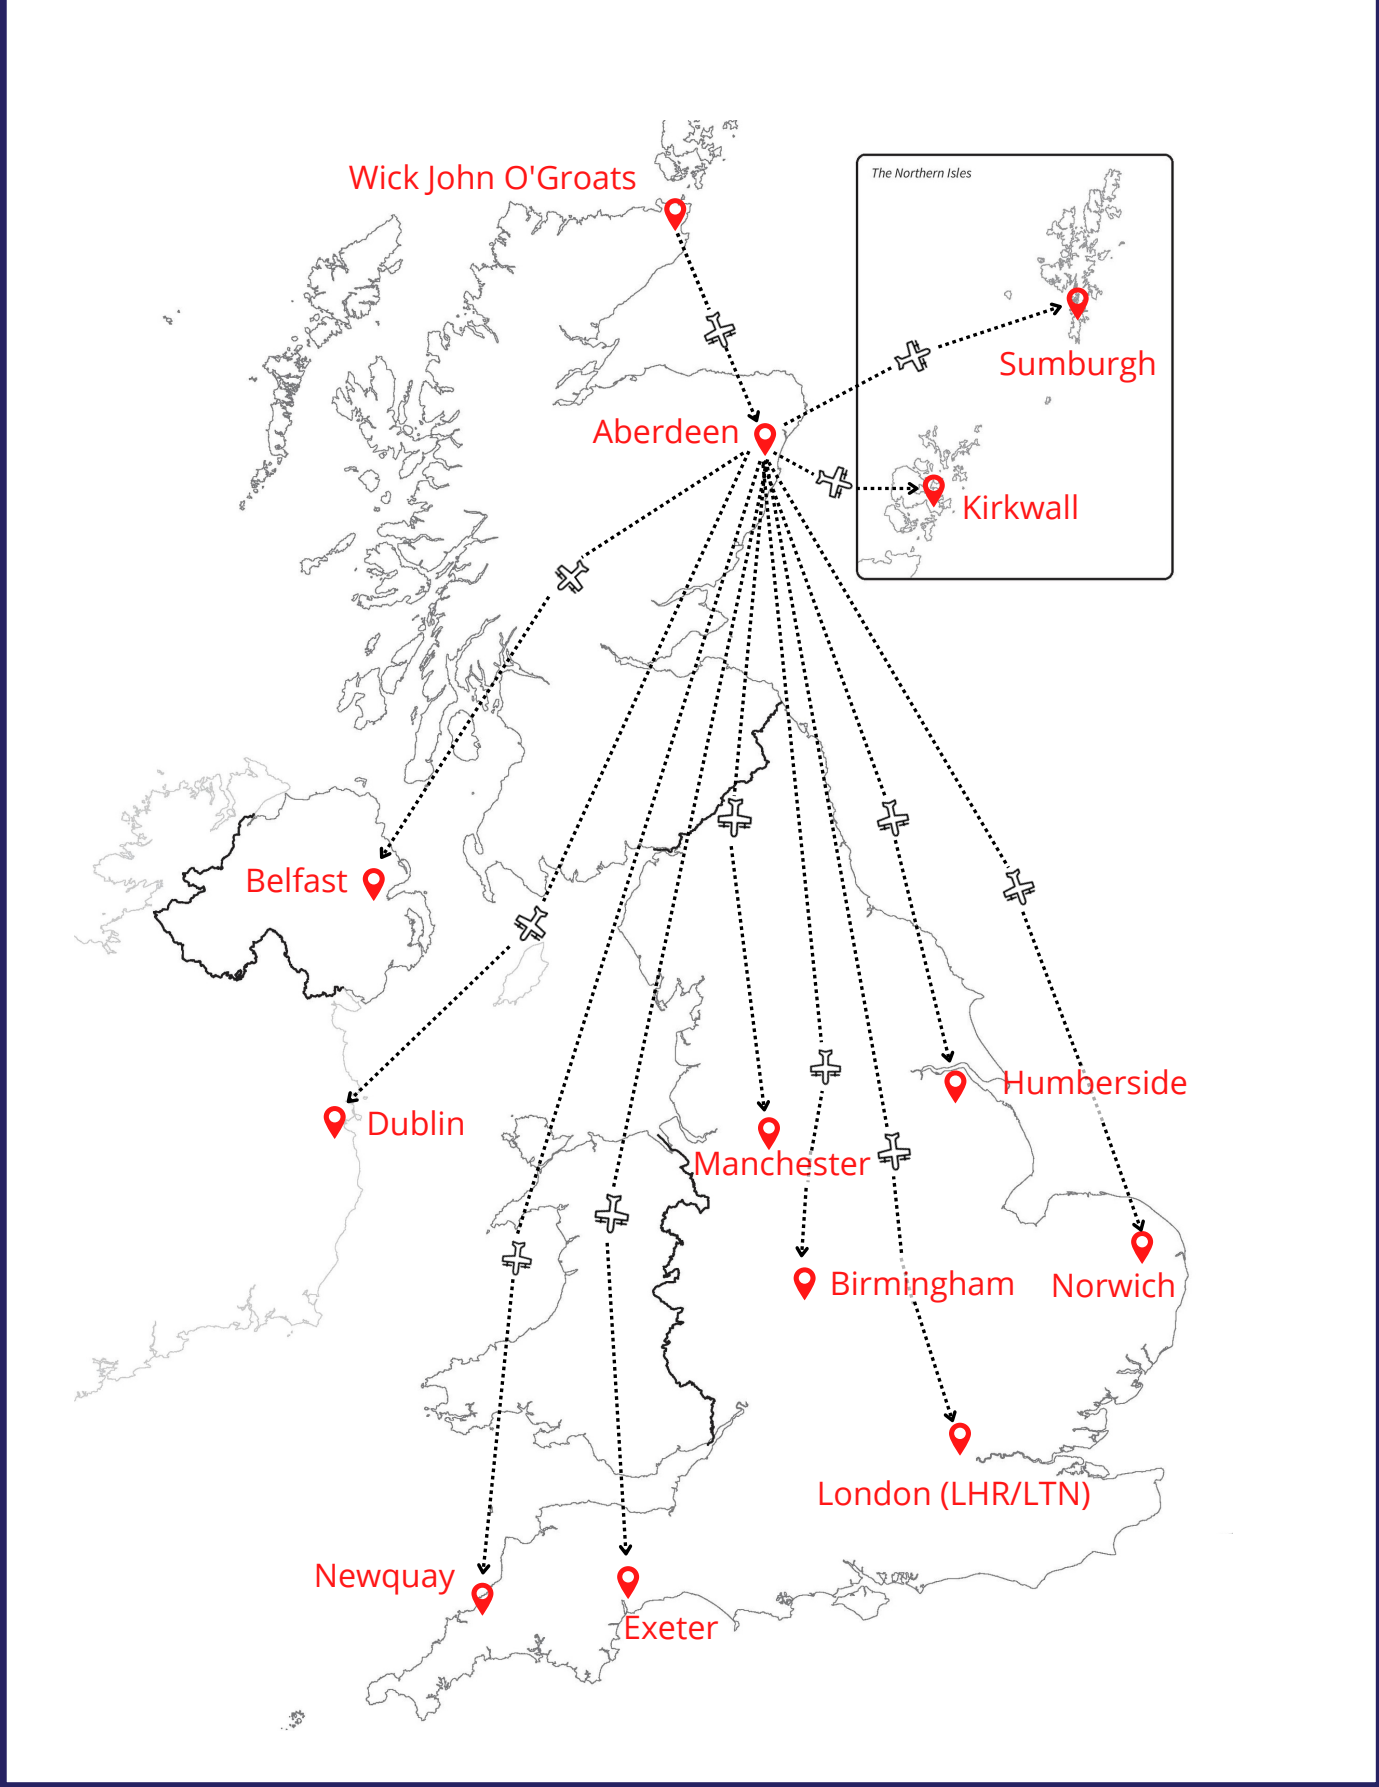 Wick John O'Groats
The Northern Isles
Sumburgh
Aberdeen
Kirkwall
Belfast
Humberside
Dublin
Manchester
Birmingham
Norwich
London (LHR/LTN)
Newquay
Exeter